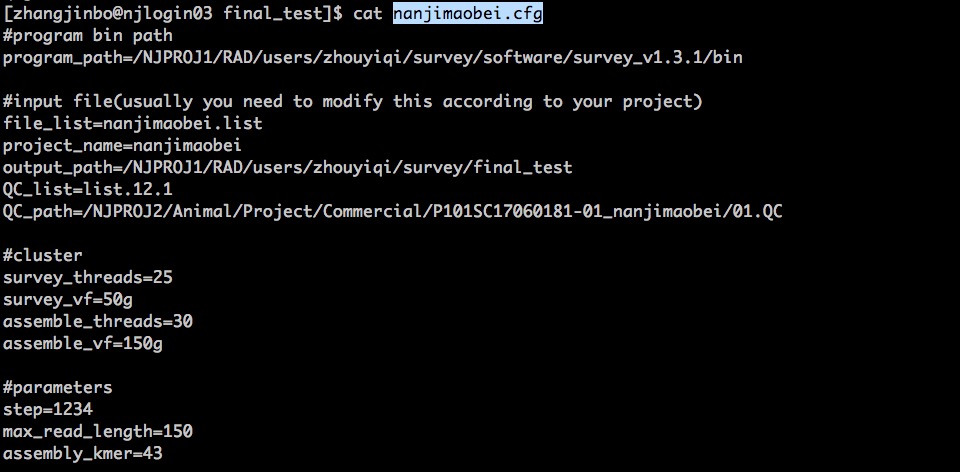 [zhangjinbo@njlogin03 final_test]$ cat nanjimaobei.cfg
#program bin path
program_path=/NJPROJ1/RAD/users/zhouyiqi/survey/software/survey_v1.3.1/bin
#input file(usually you need to modify this according to your project)
file_list=nanjimaobei.list
project_name=nanjimaobei
output_path=/NJPROJ1/RAD/users/zhouyiqi/survey/final_test
QC_list=list.12.1
QC_path=/NJPROJ2/Animal/Project/Commercial/P101SC17060181-01_nanjimaobei/01.QC
#cluster
survey_threads=25
survey_vf=50g
assemble_threads=30
assemble_vf=150g
#parameters
step=1234
max_read_length=150
assembly_kmer=43